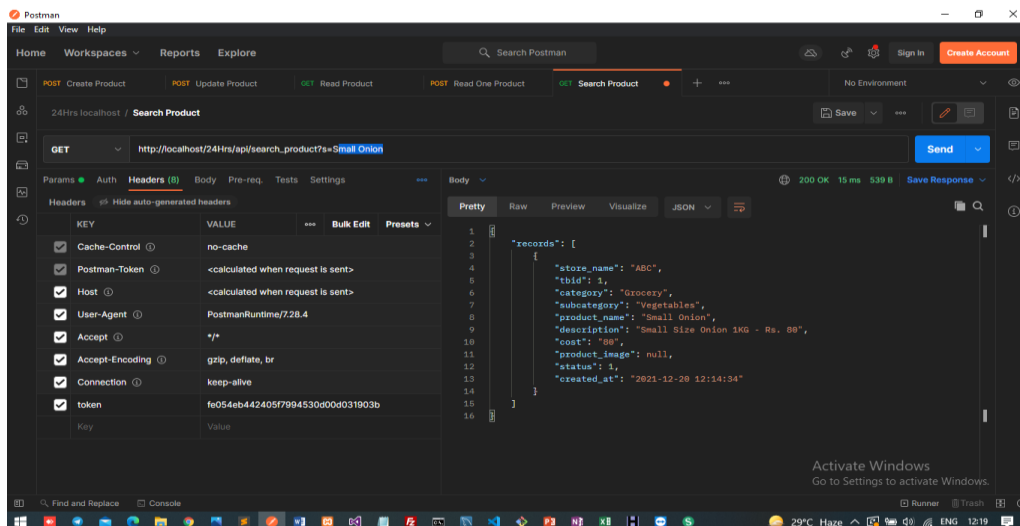 Postman
File Edit View Help
Home Workspaces Reports Explore Search Postman Sign In Create Account
POST Create Product POST Update Product GET Read Product POST Read One Product GET Search Product No Environment
24Hrs localhost / Search Product Save
GET http://localhost/24Hrs/api/search_product?s=Small Onion Send
Params Auth Headers (8) Body Pre-req. Tests Settings
Body 200 OK 15 ms 539 B Save Response
Headers Hide auto-generated headers
Pretty Raw Preview Visualize JSON
KEY VALUE Bulk Edit Presets
Cache-Control no-cache
Postman-Token <calculated when request is sent>
Host <calculated when request is sent>
User-Agent PostmanRuntime/7.28.4
Accept */*
Accept-Encoding gzip, deflate, br
Connection keep-alive
token fe054eb442405f7994530d00d031903b
Key Value
1 {
2 "records": [
3 {
4 "store_name": "ABC",
5 "tbid": 1,
6 "category": "Grocery",
7 "subcategory": "Vegetables",
8 "product_name": "Small Onion",
9 "description": "Small Size Onion 1KG - Rs. 80",
10 "cost": "80",
11 "product_image": null,
12 "status": 1,
13 "created_at": "2021-12-20 12:14:34"
14 }
15 ]
16 }
Activate Windows
Go to Settings to activate Windows.
Find and Replace Console Runner Trash
29°C Haze ENG 12:19